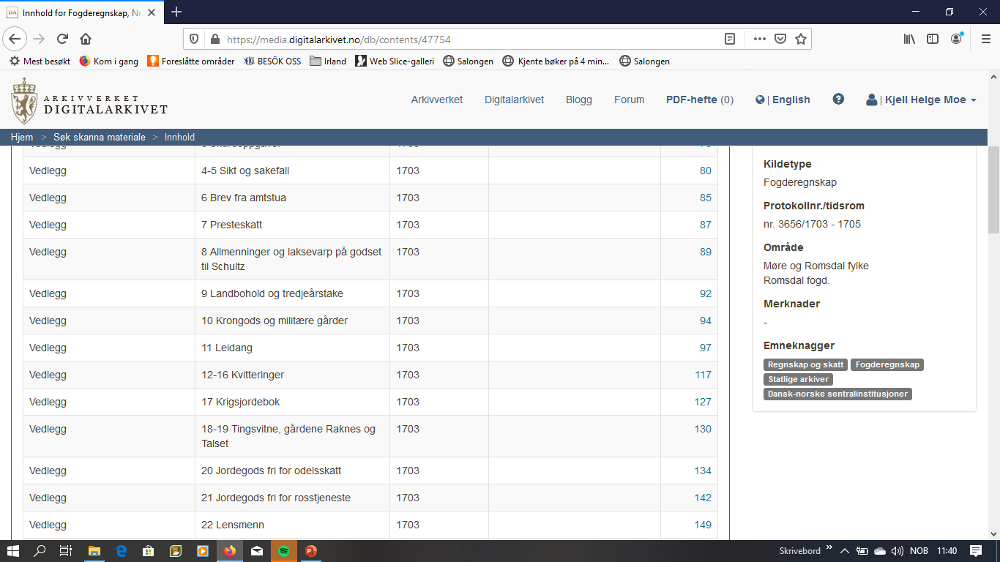 Innhold for Fogderegnskap, Nr.
https://media.digitalarkivet.no/db/contents/47754
Mest besøkt Kom i gang Foreslåtte områder BESÖK OSS Irland Web Slice-galleri Salongen Kjente bøker på 4 min... Salongen
ARKIVVERKET
DIGITALARKIVET
Arkivverket Digitalarkivet Blogg Forum PDF-hefte (0) | English ? | Kjell Helge Moe
Hjem > Søk skanna materiale > Innhold
Vedlegg 4-5 Sikt og sakefall 1703 80
Vedlegg 6 Brev fra amtstua 1703 85
Vedlegg 7 Presteskatt 1703 87
Vedlegg 8 Allmenninger og laksevarp på godset 1703 89
til Schultz
Vedlegg 9 Landbohold og tredjeårstake 1703 92
Vedlegg 10 Krongods og militære gårder 1703 94
Vedlegg 11 Leidang 1703 97
Vedlegg 12-16 Kvitteringer 1703 117
Vedlegg 17 Krigsjordebok 1703 127
Vedlegg 18-19 Tingsvitne, gårdene Raknes og 1703 130
Talset
Vedlegg 20 Jordegods fri for odelsskatt 1703 134
Vedlegg 21 Jordegods fri for rosstjeneste 1703 142
Vedlegg 22 Lensmenn 1703 149
Kildetype
Fogderegnskap
Protokollnr./tidsrom
nr. 3656/1703 - 1705
Område
Møre og Romsdal fylke
Romsdal fogd.
Merknader
-
Emneknagger
Regnskap og skatt Fogderegnskap
Statlige arkiver
Dansk-norske sentralinstitusjoner
Skrivebord NOB 11:40